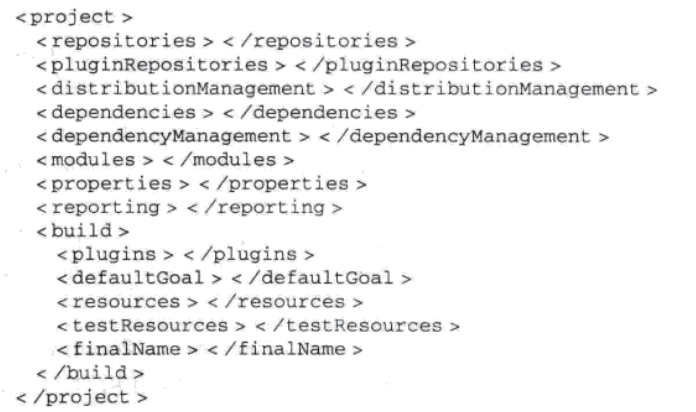 <project>
<repositories></repositories>
<pluginRepositories></pluginRepositories>
<distributionManagement></distributionManagement>
<dependencies></dependencies>
<dependencyManagement></dependencyManagement>
<modules></modules>
<properties></properties>
<reporting></reporting>
<build>
<plugins></plugins>
<defaultGoal></defaultGoal>
<resources></resources>
<testResources></testResources>
<finalName></finalName>
</build>
</project>